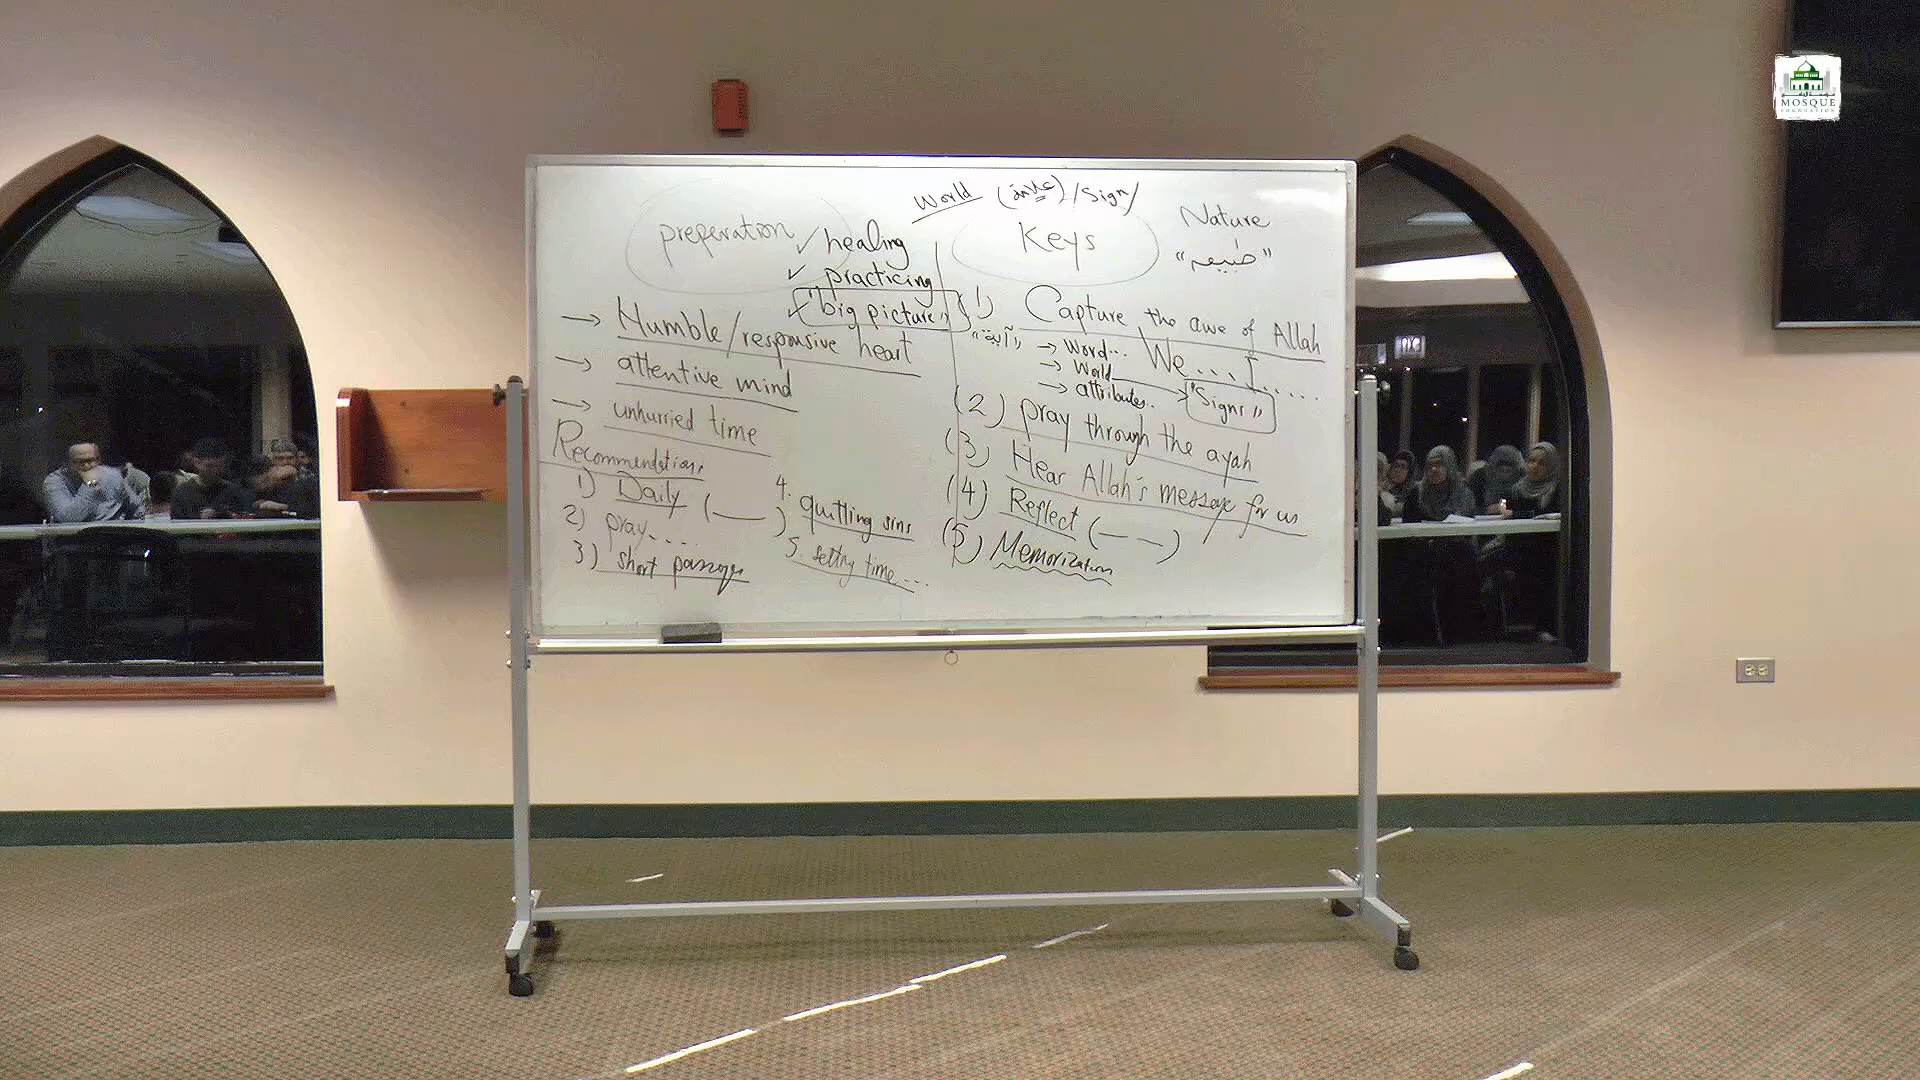 World (علامة) / Sign /
preperation
✓ healing
✓ practicing
✓ "big picture"
→ Humble/responsive heart
→ attentive mind
→ unhurried time
Recommendations
1) Daily (—)
2) pray....
3) short passages
4. quitting sins
5. setting time...
Keys
Nature
"طبيعة"
1) Capture the awe of Allah
"آية"
→ Word... We.......
→ World
→ attributes.. → "Signs"
(2) pray through the ayah
(3) Hear Allah's message for us
(4) Reflect (— —)
(5) Memorization
MOSQUE
FOUNDATION